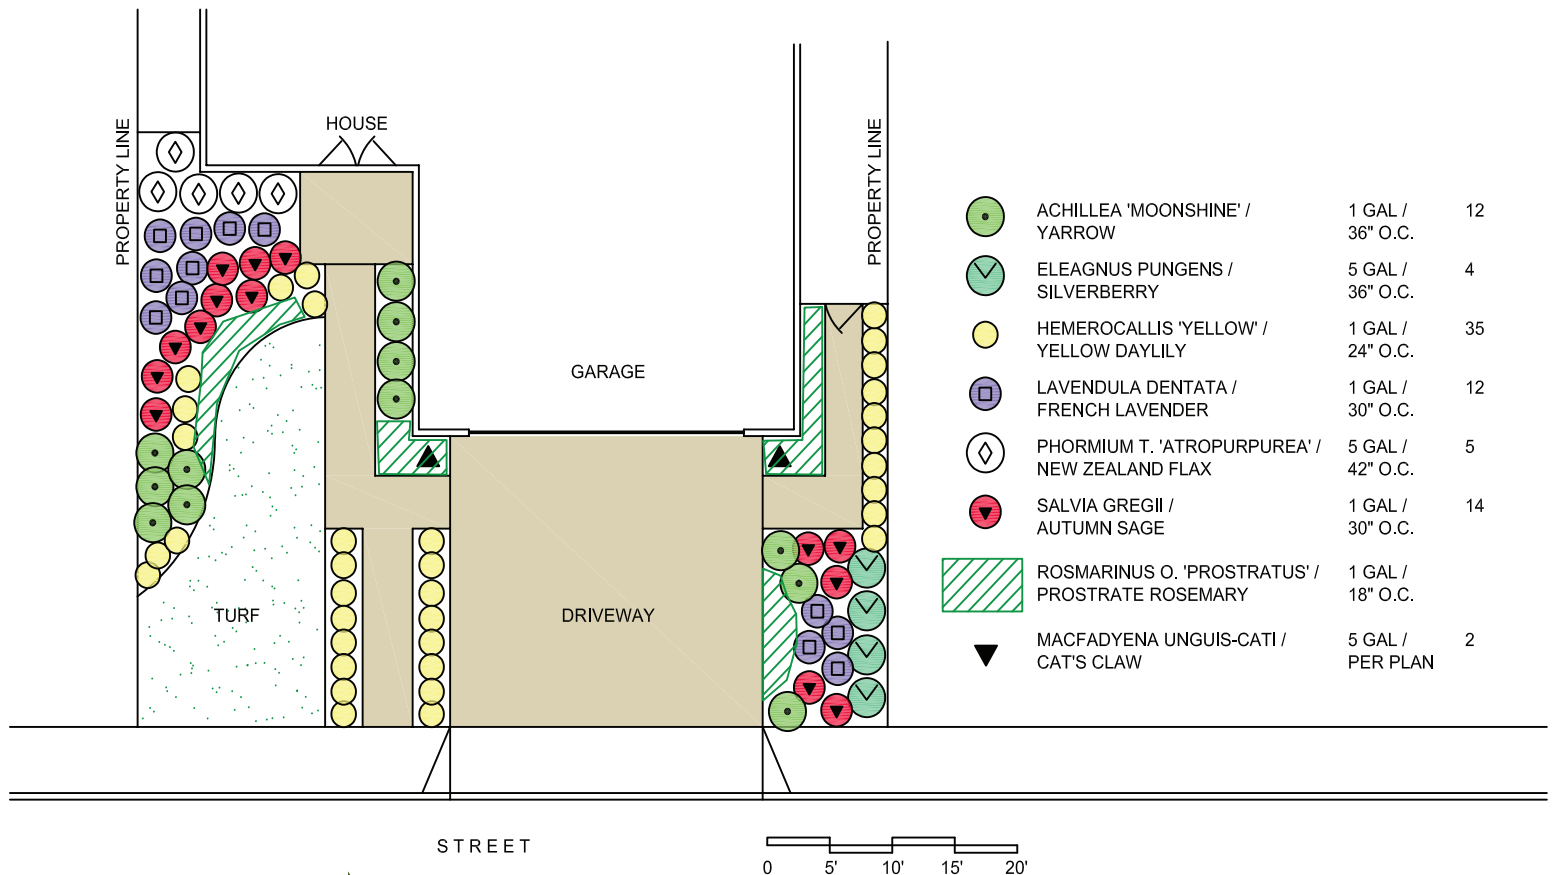 HOUSE
PROPERTY LINE
PROPERTY LINE
GARAGE
TURF
DRIVEWAY
ACHILLEA 'MOONSHINE' / 1 GAL / 12
YARROW 36" O.C.
ELEAGNUS PUNGENS / 5 GAL / 4
SILVERBERRY 36" O.C.
HEMEROCALLIS 'YELLOW' / 1 GAL / 35
YELLOW DAYLILY 24" O.C.
LAVENDULA DENTATA / 1 GAL / 12
FRENCH LAVENDER 30" O.C.
PHORMIUM T. 'ATROPURPUREA' / 5 GAL / 5
NEW ZEALAND FLAX 42" O.C.
SALVIA GREGII / 1 GAL / 14
AUTUMN SAGE 30" O.C.
ROSMARINUS O. 'PROSTRATUS' / 1 GAL /
PROSTRATE ROSEMARY 18" O.C.
MACFADYENA UNGUIS-CATI / 5 GAL / 2
CAT'S CLAW PER PLAN
STREET
0 5' 10' 15' 20'